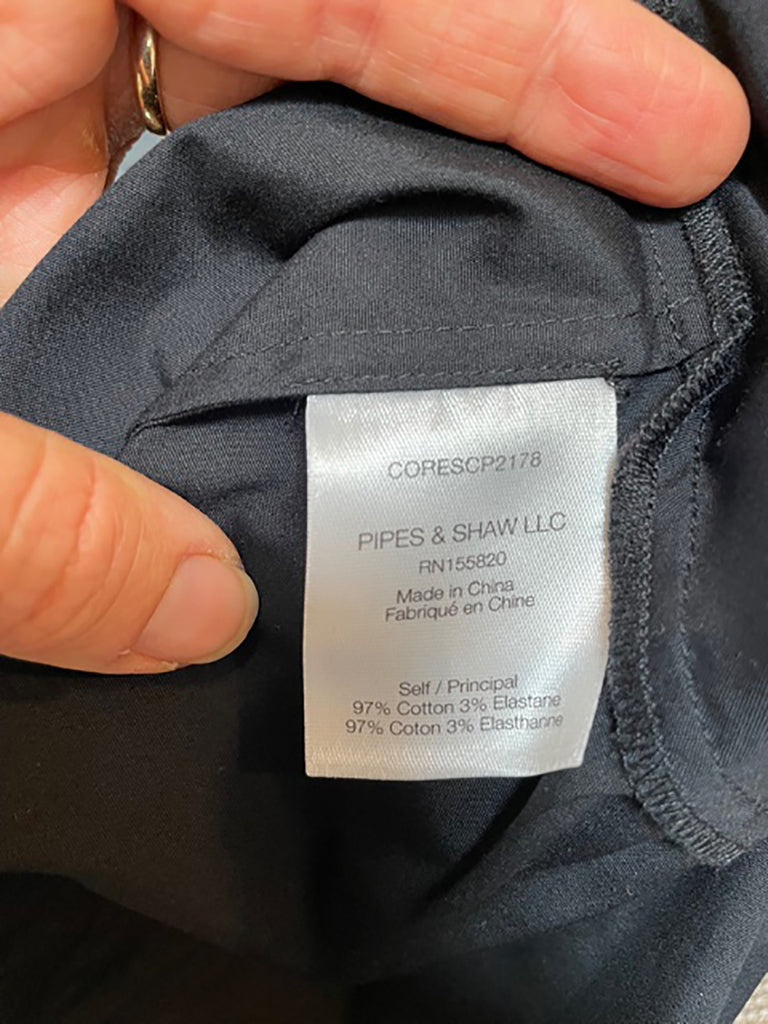 CORESCP2178
PIPES & SHAW LLC
RN155820
Made in China
Fabriqué en Chine
Self / Principal
97% Cotton 3% Elastane
97% Coton 3% Elasthanne